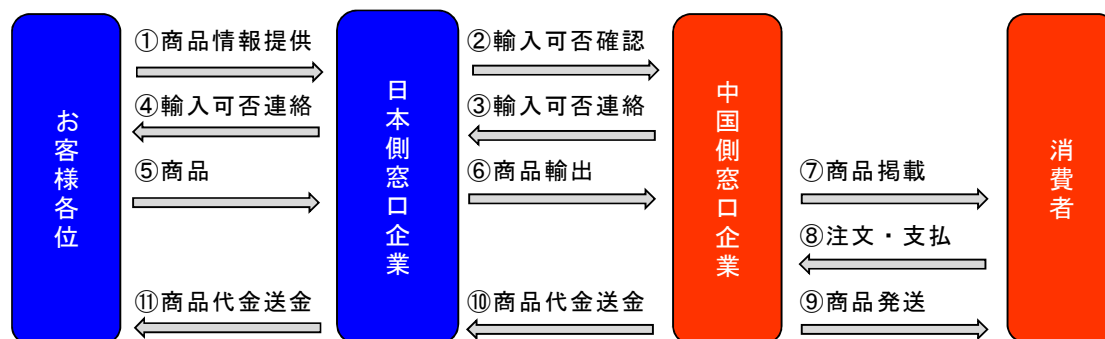 お客様各位
①商品情報提供
④輸入可否連絡
⑤商品
⑪商品代金送金
日本側窓口企業
②輸入可否確認
③輸入可否連絡
⑥商品輸出
⑩商品代金送金
中国側窓口企業
⑦商品掲載
⑧注文・支払
⑨商品発送
消費者